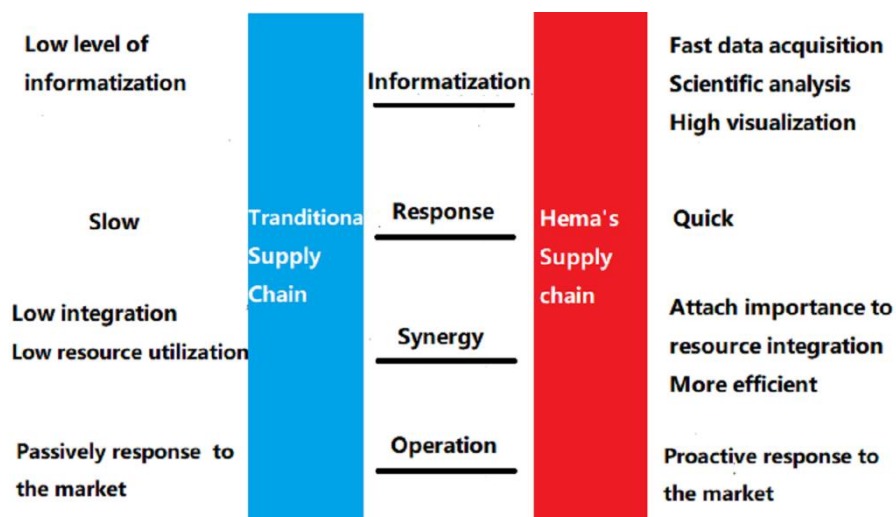 Low level of
informatization
Informatization
Fast data acquisition
Scientific analysis
High visualization
Slow
Tranditiona
Supply
Chain
Response
Hema's
Supply
chain
Quick
Low integration
Low resource utilization
Synergy
Attach importance to
resource integration
More efficient
Passively response to
the market
Operation
Proactive response to
the market